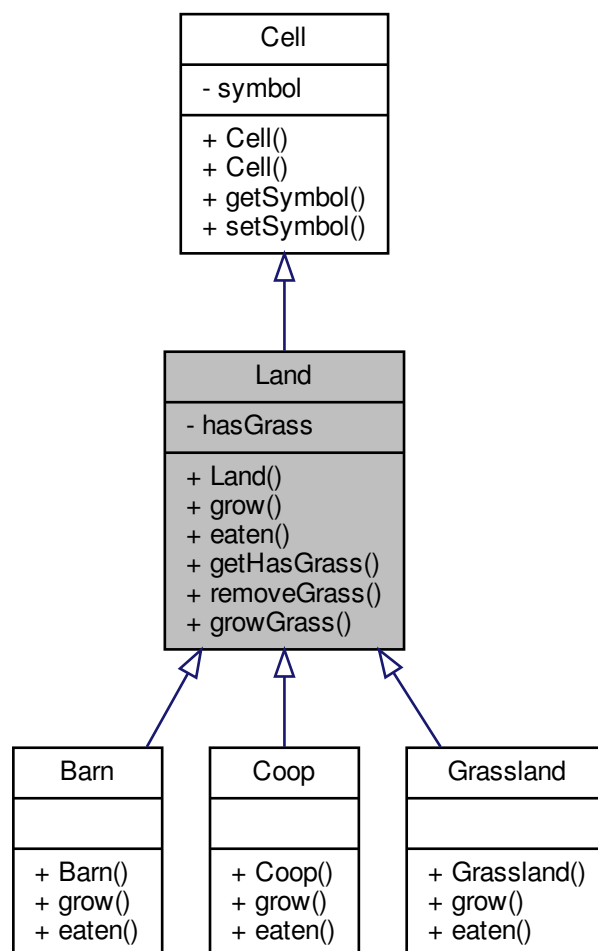 Cell
- symbol
+ Cell()
+ Cell()
+ getSymbol()
+ setSymbol()
Land
- hasGrass
+ Land()
+ grow()
+ eaten()
+ getHasGrass()
+ removeGrass()
+ growGrass()
Barn
+ Barn()
+ grow()
+ eaten()
Coop
+ Coop()
+ grow()
+ eaten()
Grassland
+ Grassland()
+ grow()
+ eaten()